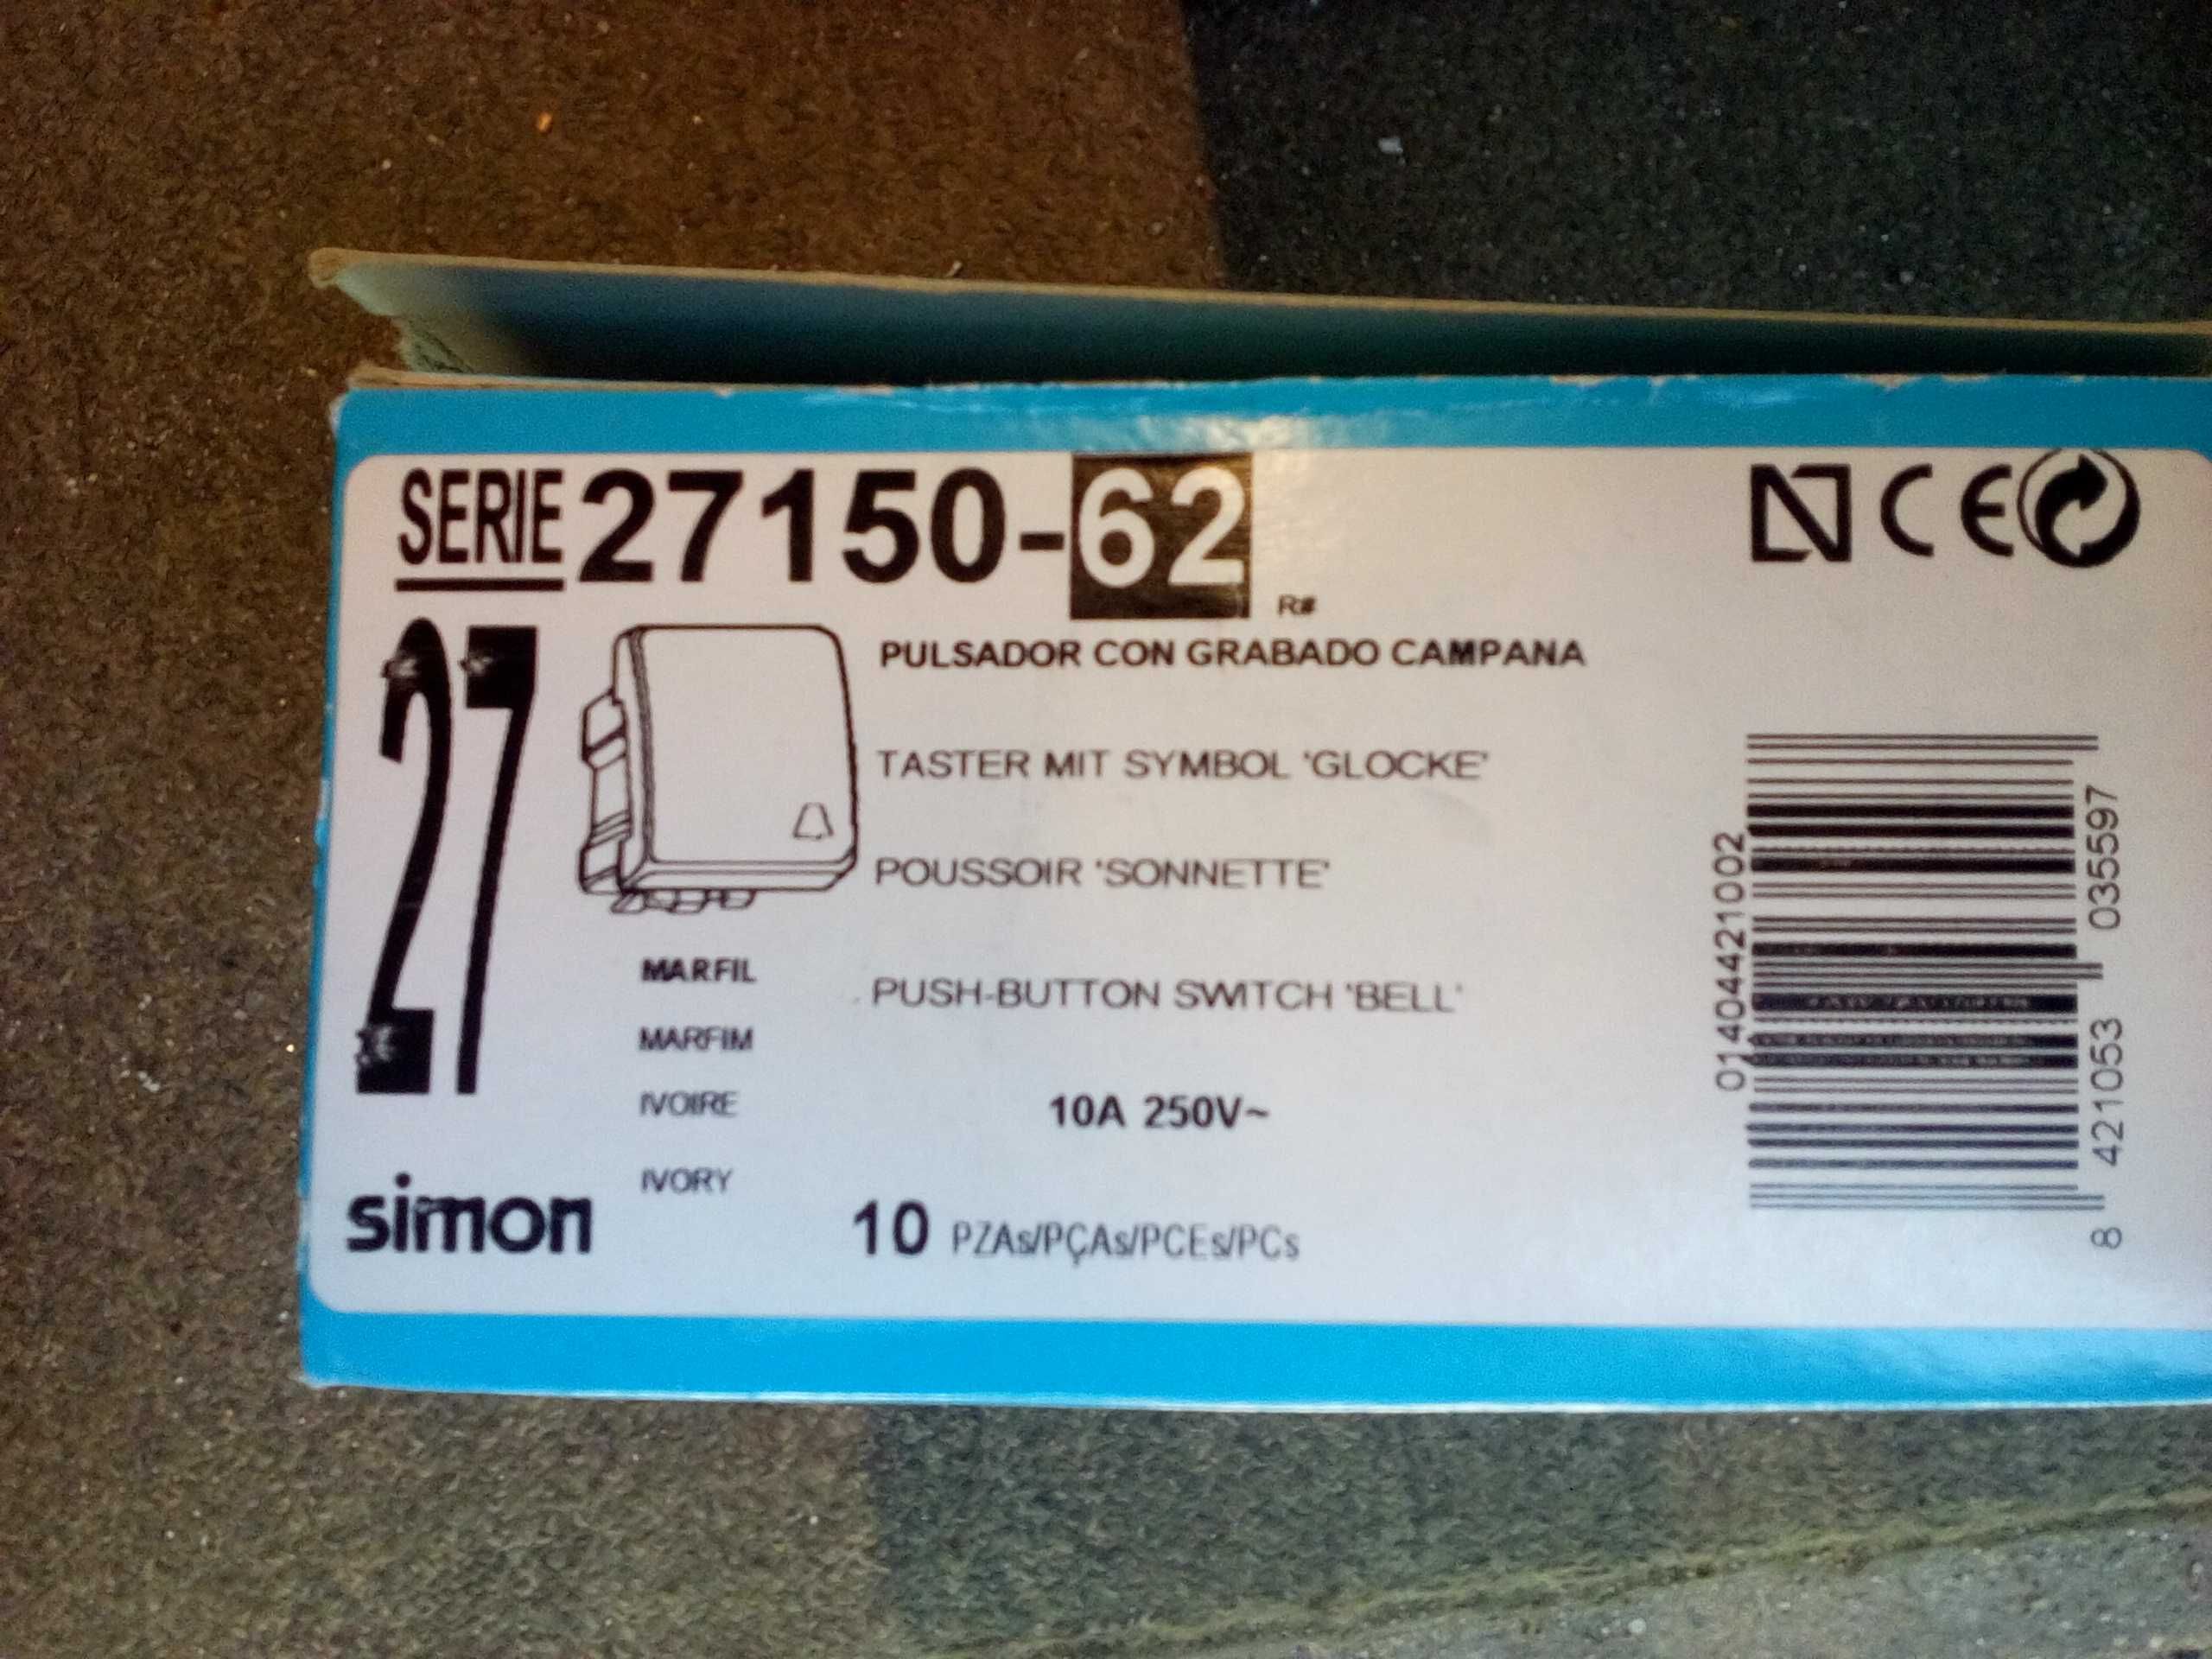 SERIE 27150-62
R#
27
PULSADOR CON GRABADO CAMPANA
TASTER MIT SYMBOL 'GLOCKE'
POUSSOIR 'SONNETTE'
PUSH-BUTTON SWITCH 'BELL'
MARFIL
MARFIM
IVOIRE
IVORY
10A 250V~
simon
10 PZAs/PÇAs/PCEs/PCs
N CE
01404421002
8 421053 035597